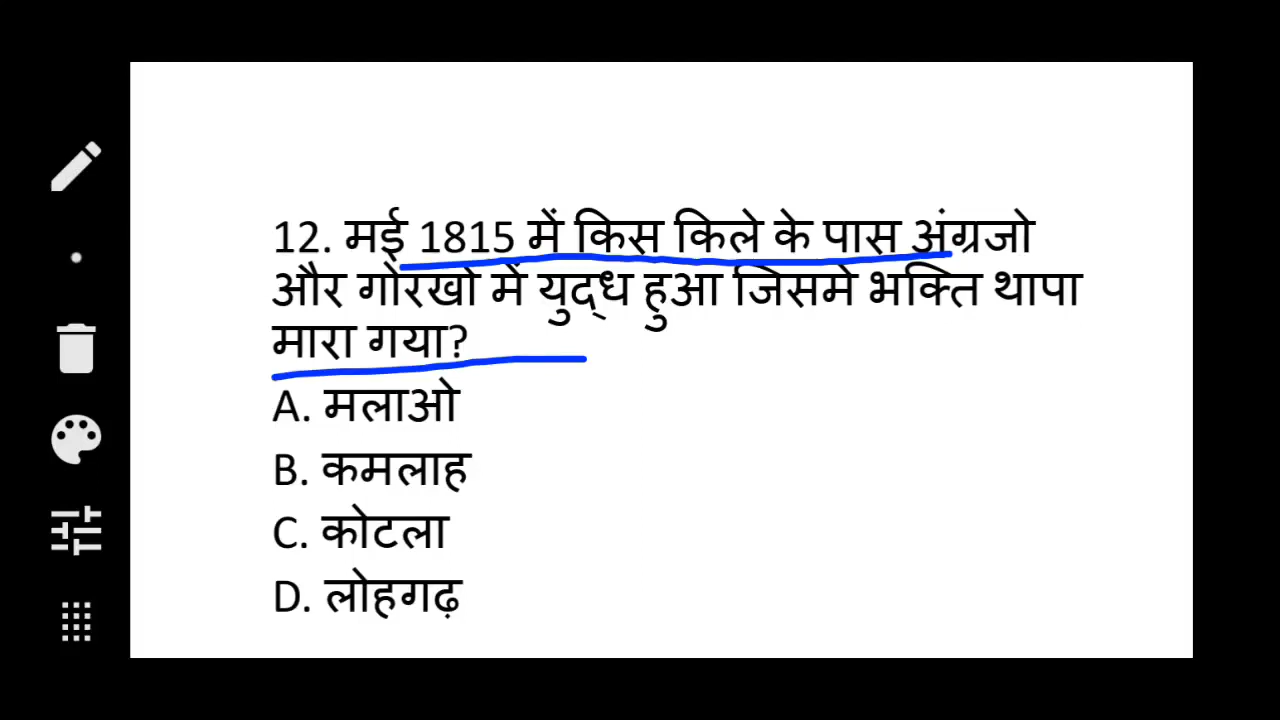 12. मई 1815 में किस किले के पास अंग्रजो
और गोरखो में युद्ध हुआ जिसमे भक्ति थापा
मारा गया?
A. मलाओ
B. कमलाह
C. कोटला
D. लोहगढ़